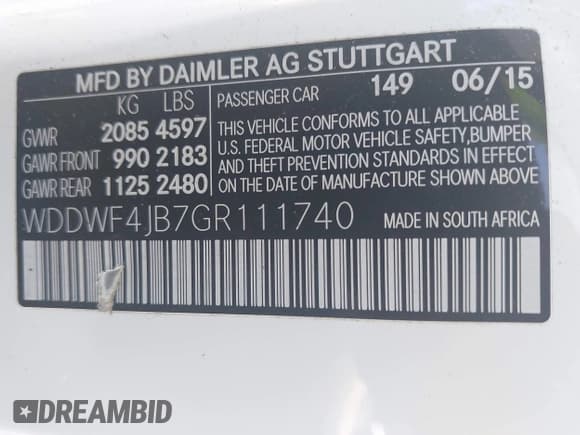 MFD BY DAIMLER AG STUTTGART
KG LBS
GVWR 2085 4597
GAWR FRONT 990 2183
GAWR REAR 1125 2480
PASSENGER CAR 149 06/15
THIS VEHICLE CONFORMS TO ALL APPLICABLE
U.S. FEDERAL MOTOR VEHICLE SAFETY,BUMPER
AND THEFT PREVENTION STANDARDS IN EFFECT
ON THE DATE OF MANUFACTURE SHOWN ABOVE.
WDDWF4JB7GR111740 MADE IN SOUTH AFRICA
DREAMBID